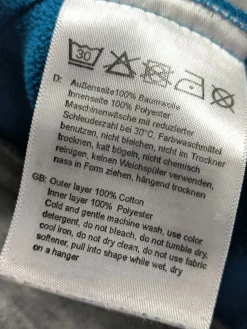 30
D: Außenseite100% Baumwolle
Innenseite 100% Polyester
Maschinenwäsche mit reduzierter
Schleuderzahl bei 30°C, Farbwaschmittel
benutzen, nicht bleichen, nicht im Trockner
trocknen, kalt bügeln, nicht chemisch
reinigen, keinen Weichspüler verwenden,
nass in Form ziehen, hängend trocknen
GB: Outer layer 100% Cotton
Inner layer 100% Polyester
Cold and gentle machine wash, use color
detergent, do not bleach, do not tumble dry,
cool iron, do not dry clean, do not use fabric
softener, pull into shape while wet, dry
on a hanger